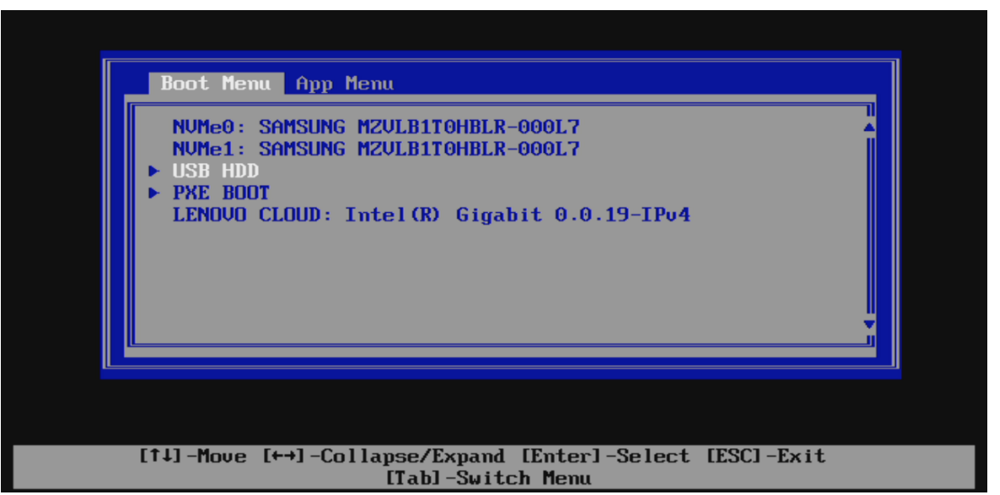 Boot Menu App Menu
NVMe0: SAMSUNG MZVLB1T0HBLR-000L7
NVMe1: SAMSUNG MZVLB1T0HBLR-000L7
▶ USB HDD
▶ PXE BOOT
LENOVO CLOUD: Intel(R) Gigabit 0.0.19-IPv4
[↑↓]-Move [←→]-Collapse/Expand [Enter]-Select [ESC]-Exit
[Tab]-Switch Menu